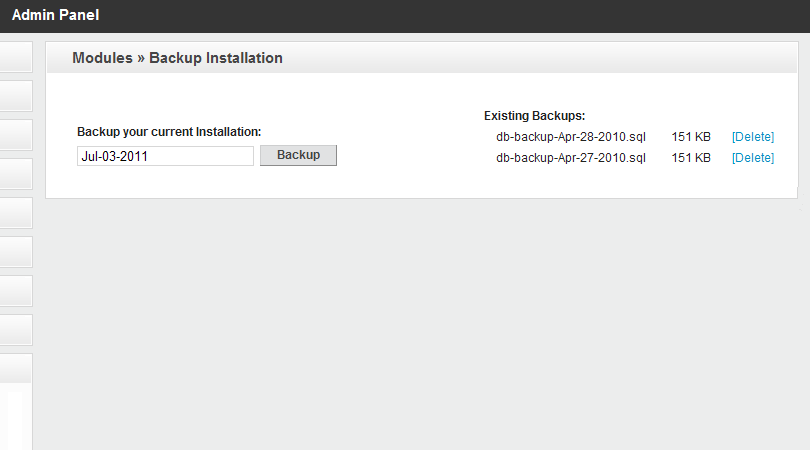 Admin Panel
Modules » Backup Installation
Backup your current Installation:
Jul-03-2011 Backup
Existing Backups:
db-backup-Apr-28-2010.sql 151 KB [Delete]
db-backup-Apr-27-2010.sql 151 KB [Delete]